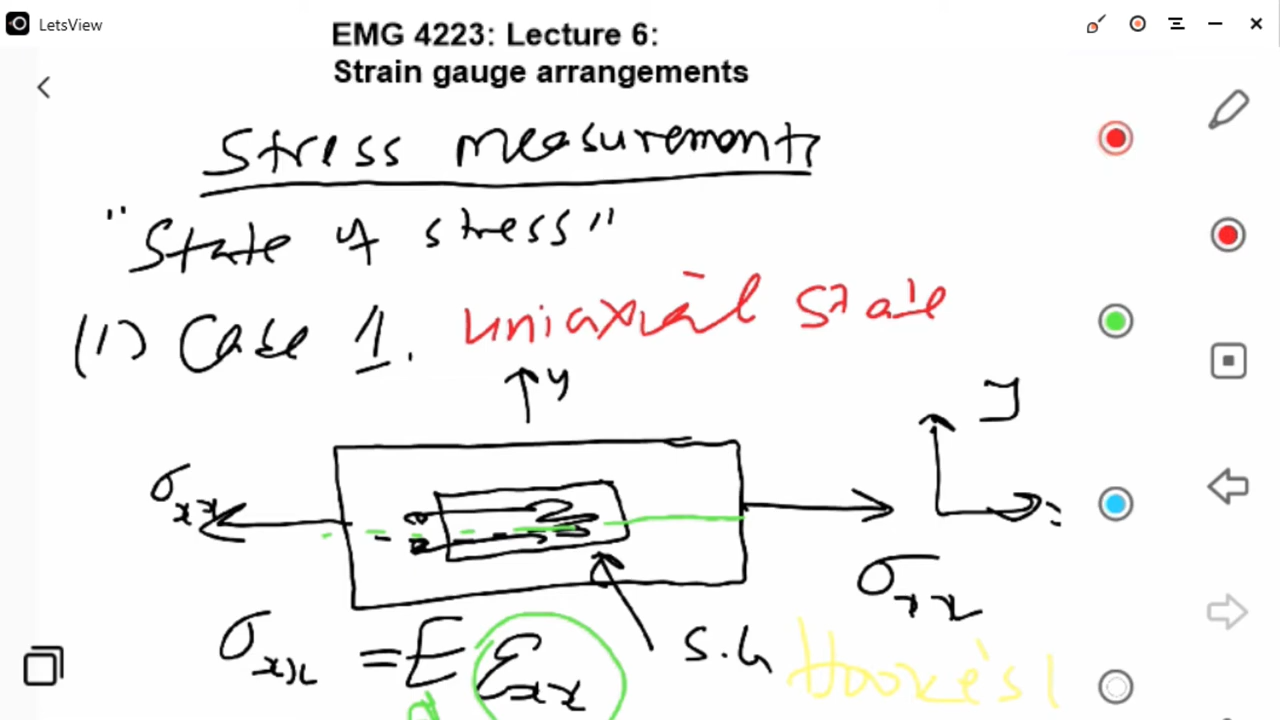 LetsView
EMG 4223: Lecture 6:
Strain gauge arrangements
Stress measurements
"State of stress"
(1) Case 1. uniaxial state
y
y
σxx
σxx
S.G
σxx = E Exx
Hooke's l